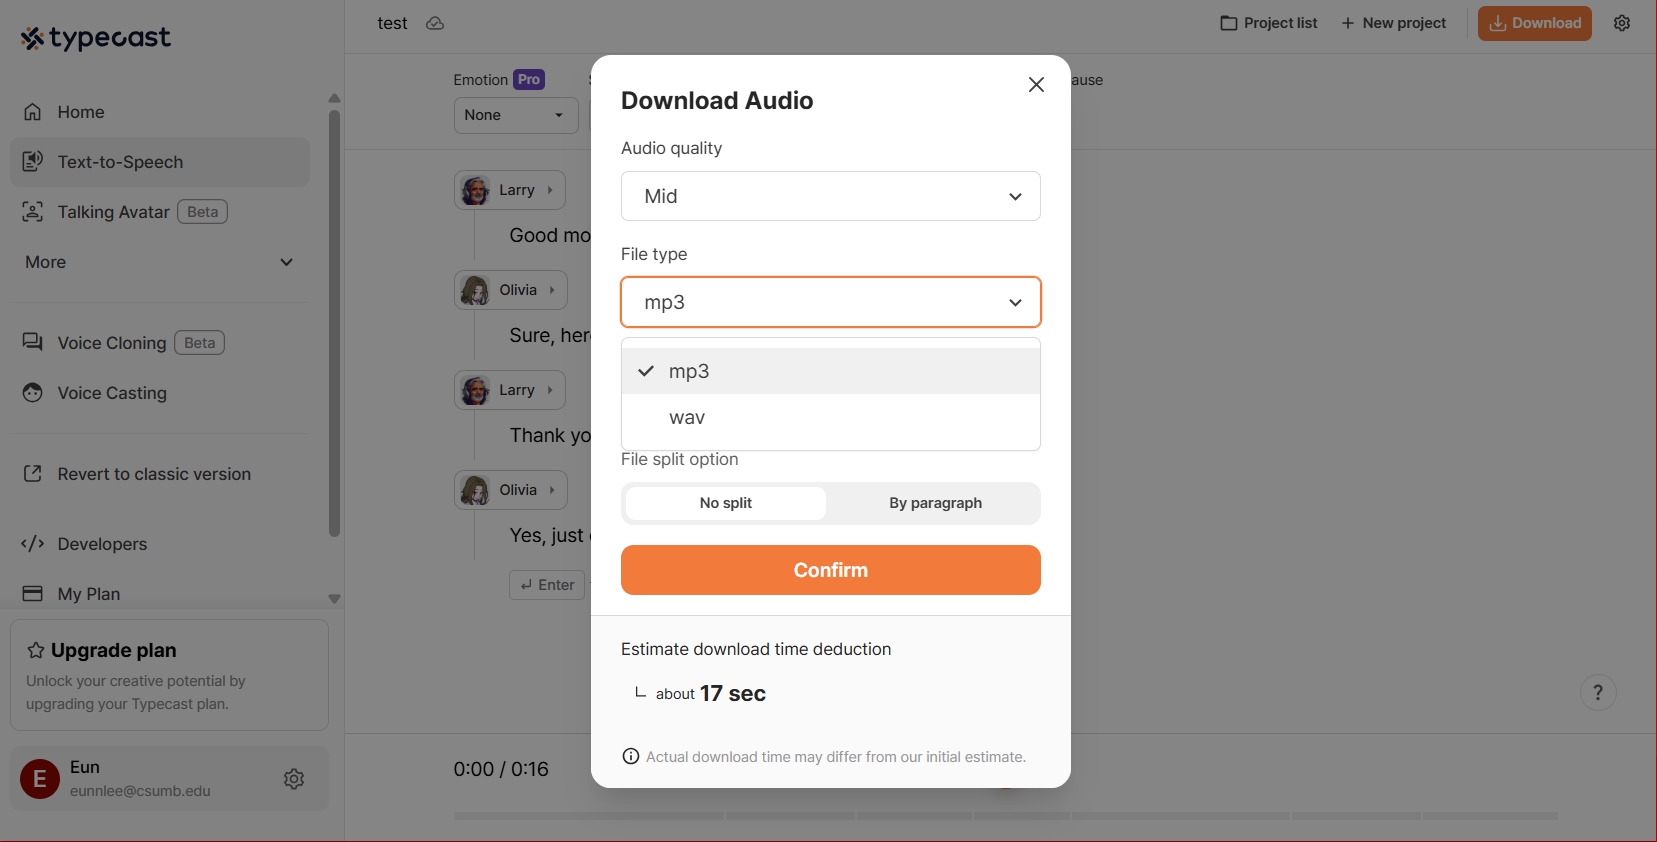 typecast
test
Project list
New project
Download
Home
Text-to-Speech
Talking Avatar Beta
More
Voice Cloning Beta
Voice Casting
Revert to classic version
Developers
My Plan
Upgrade plan
Unlock your creative potential by
upgrading your Typecast plan.
E
Eun
eunnlee@csumb.edu
Emotion Pro
None
ause
Larry
Good mo
Olivia
Sure, her
Larry
Thank yo
Olivia
Yes, just
Enter
0:00 / 0:16
?
Download Audio
Audio quality
Mid
File type
mp3
mp3
wav
File split option
No split
By paragraph
Confirm
Estimate download time deduction
about 17 sec
Actual download time may differ from our initial estimate.